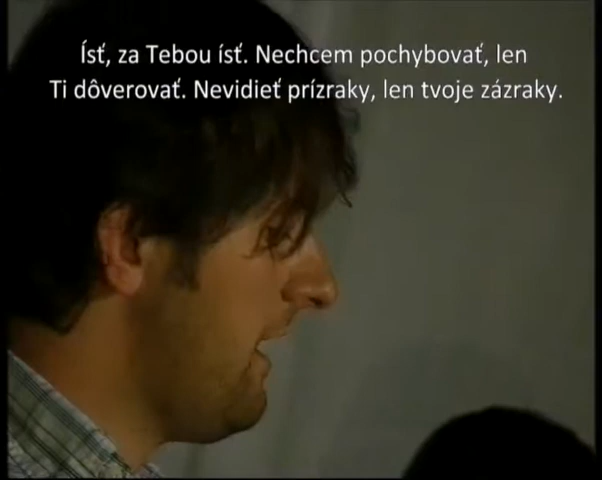 Ísť, za Tebou ísť. Nechcem pochybovať, len
Ti dôverovať. Nevidieť prízraky, len tvoje zázraky.